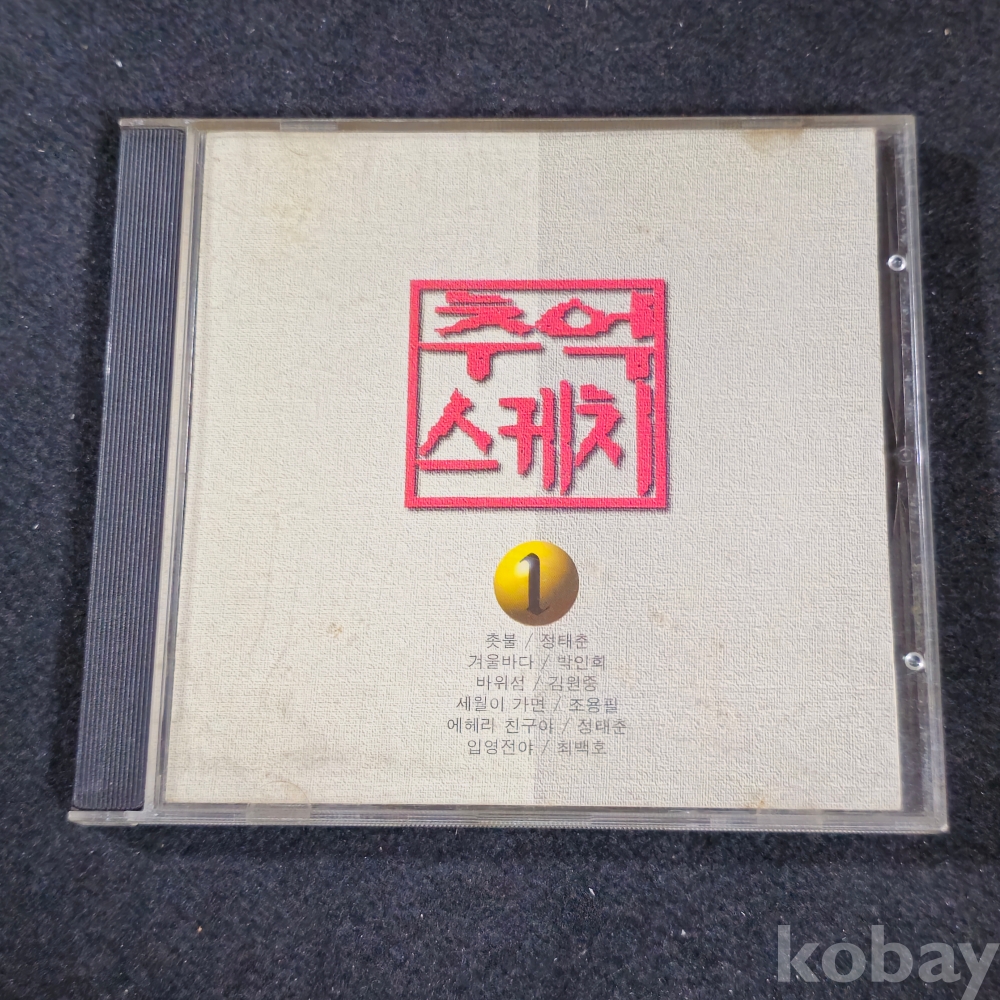 추억
스케치
1
촛불 / 정태춘
겨울바다 / 박인희
바위섬 / 김원중
세월이 가면 / 조용필
에헤리 친구아 / 정태춘
입영전야 / 최백호
kobay